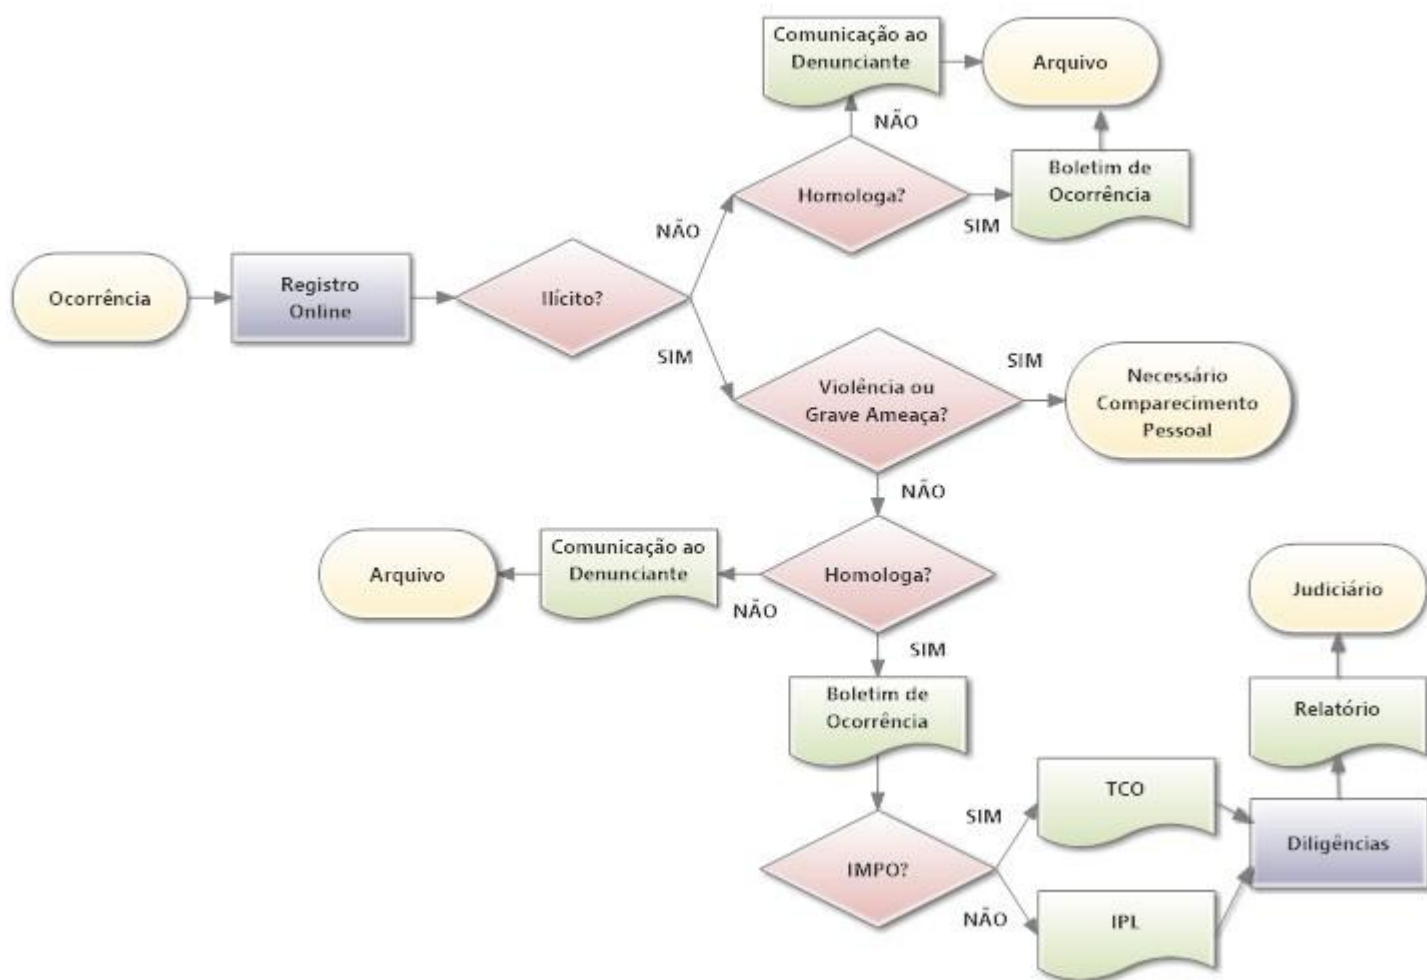 Comunicação ao
Denunciante
Arquivo
NÃO
Homologa?
SIM
Boletim de
Ocorrência
NÃO
Ocorrência
Registro
Online
Ilícito?
SIM
Violência ou
Grave Ameaça?
SIM
Necessário
Comparecimento
Pessoal
NÃO
Arquivo
Comunicação ao
Denunciante
NÃO
Homologa?
SIM
Judiciário
Boletim de
Ocorrência
Relatório
IMPO?
SIM
TCO
NÃO
IPL
Diligências